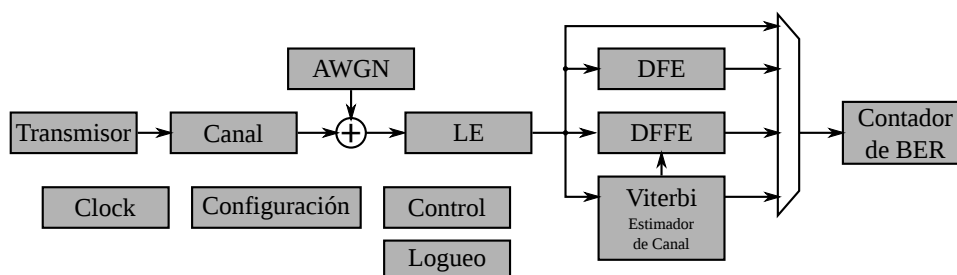 AWGN
DFE
Transmisor
Canal
LE
DFFE
Contador
de BER
Clock
Configuración
Control
Viterbi
Estimador
de Canal
Logueo